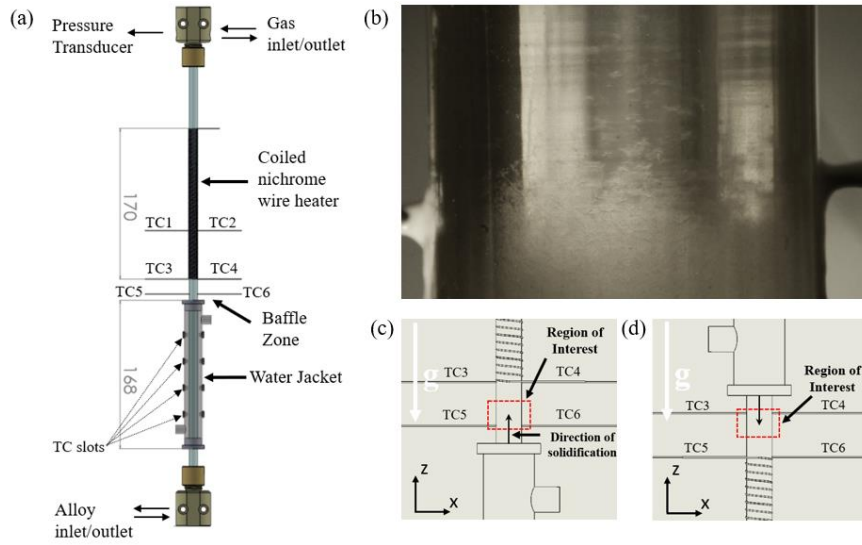 (a)
Pressure
Transducer
Gas
inlet/outlet
Coiled
nichrome
wire heater
170
TC1
TC2
TC3
TC4
TC5
TC6
Baffle
Zone
168
Water Jacket
TC slots
Alloy
inlet/outlet
(b)
(c)
g
Region of
Interest
TC3
TC4
TC5
TC6
Direction of
solidification
Z
X
(d)
g
Region of
Interest
TC3
TC4
TC5
TC6
Z
X